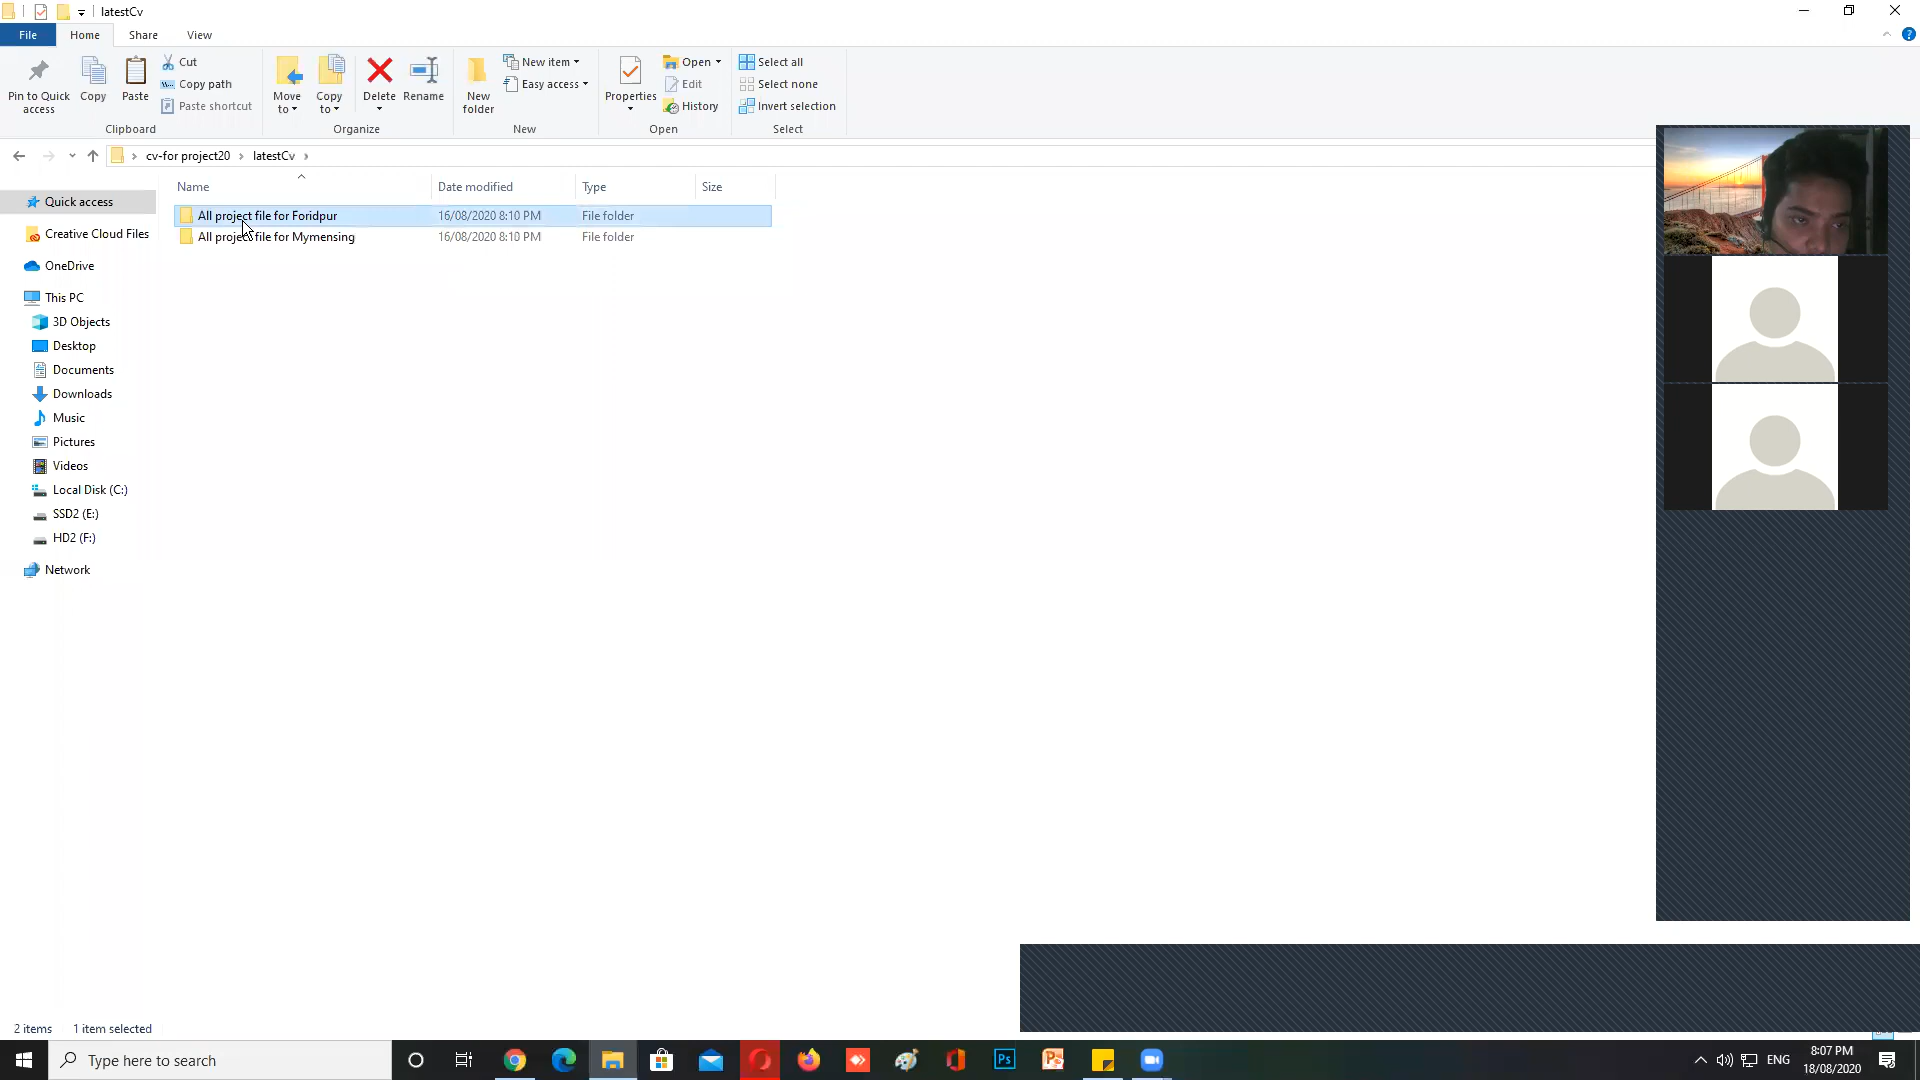 latestCv
File Home Share View
Pin to Quick access
Copy
Paste
Cut
Copy path
Paste shortcut
Clipboard
Move to
Copy to
Delete
Rename
Organize
New folder
New item
Easy access
New
Properties
Open
Edit
History
Open
Select all
Select none
Invert selection
Select
cv-for project20 latestCv
Name Date modified Type Size
All project file for Foridpur 16/08/2020 8:10 PM File folder
All project file for Mymensing 16/08/2020 8:10 PM File folder
Quick access
Creative Cloud Files
OneDrive
This PC
3D Objects
Desktop
Documents
Downloads
Music
Pictures
Videos
Local Disk (C:)
SSD2 (E:)
HD2 (F:)
Network
2 items 1 item selected
Type here to search
Ps
ENG
8:07 PM
18/08/2020